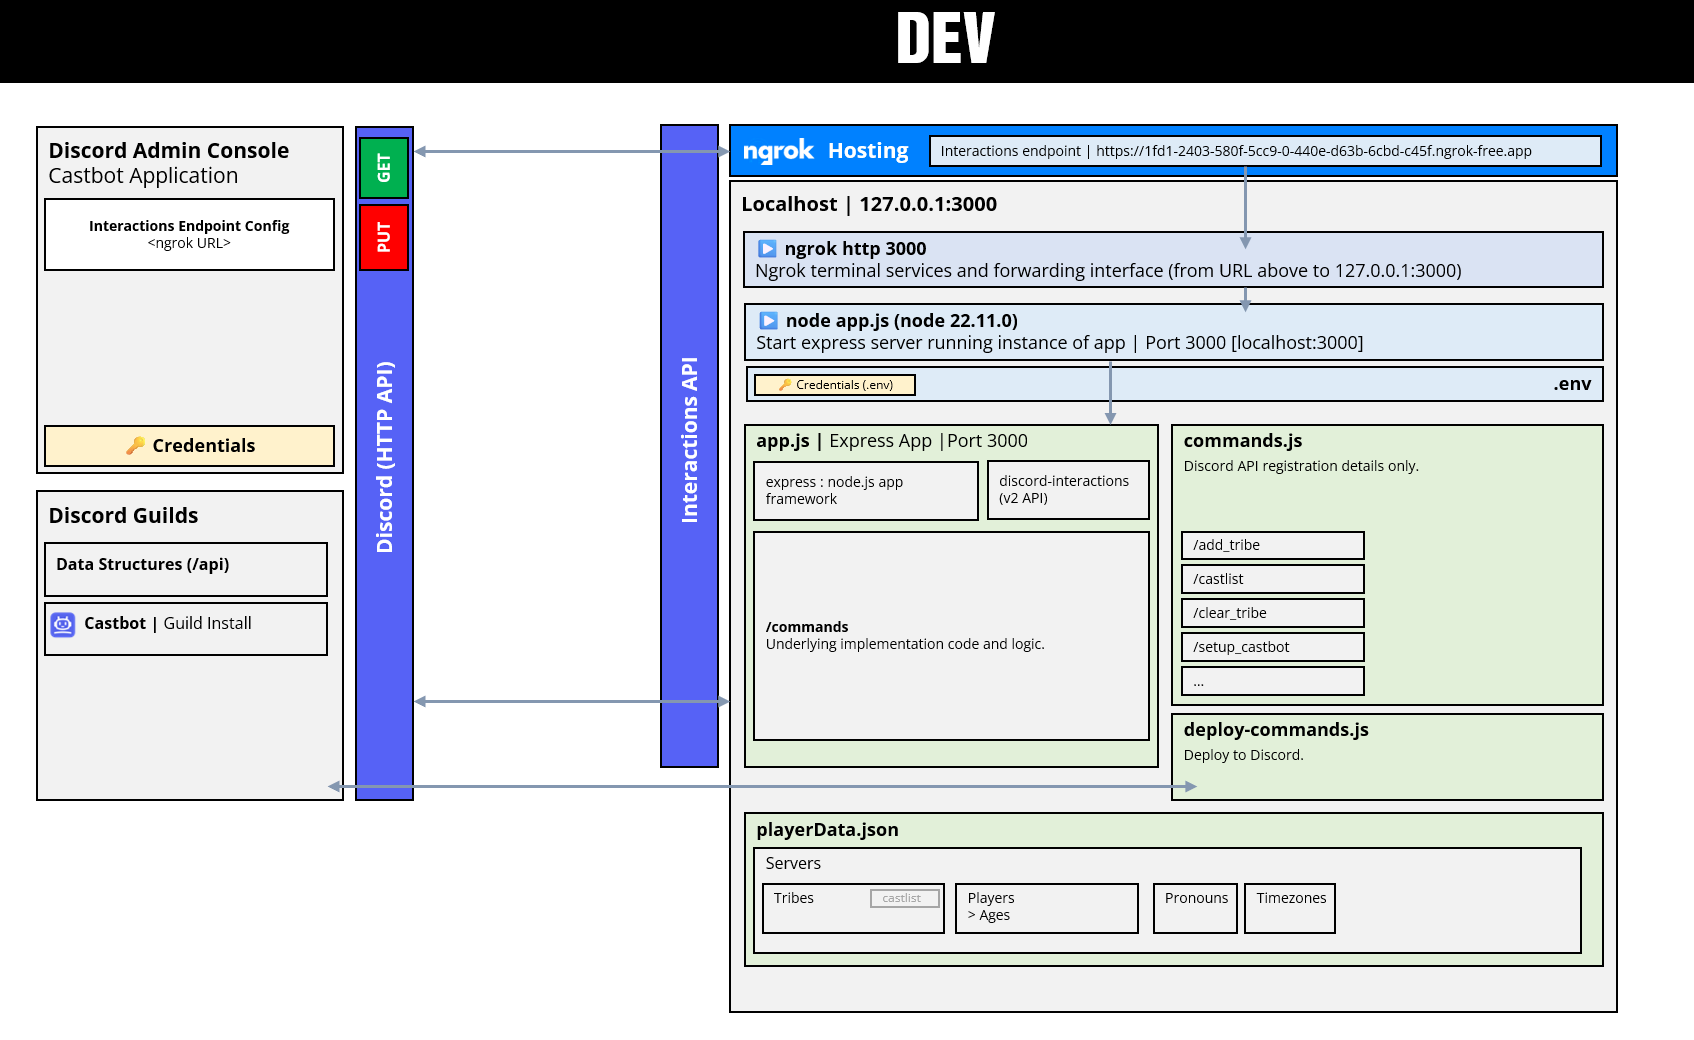 DEV
Discord Admin Console
Castbot Application
Interactions Endpoint Config
<ngrok URL>
Credentials
Discord Guilds
Data Structures (/api)
Castbot | Guild Install
GET
PUT
Discord (HTTP API)
Interactions API
ngrok Hosting
Interactions endpoint | https://1fd1-2403-580f-5cc9-0-440e-d63b-6cbd-c45f.ngrok-free.app
Localhost | 127.0.0.1:3000
ngrok http 3000
Ngrok terminal services and forwarding interface (from URL above to 127.0.0.1:3000)
node app.js (node 22.11.0)
Start express server running instance of app | Port 3000 [localhost:3000]
Credentials (.env)
.env
app.js | Express App |Port 3000
express : node.js app
framework
discord-interactions
(v2 API)
/commands
Underlying implementation code and logic.
commands.js
Discord API registration details only.
/add_tribe
/castlist
/clear_tribe
/setup_castbot
...
deploy-commands.js
Deploy to Discord.
playerData.json
Servers
Tribes
castlist
Players
> Ages
Pronouns
Timezones